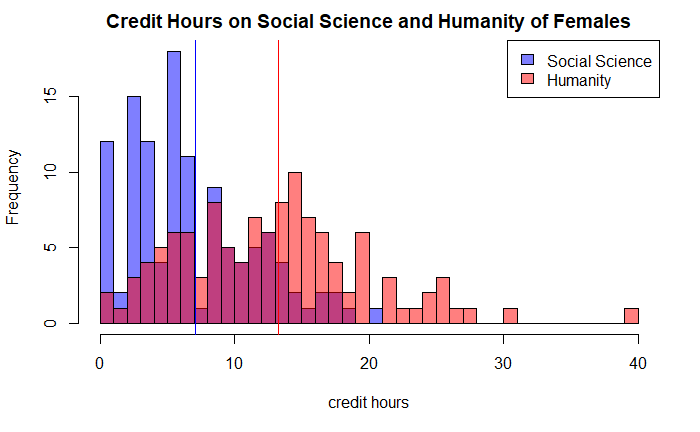 Credit Hours on Social Science and Humanity of Females
Social Science
Humanity
Frequency
15
10
5
0
0 10 20 30 40
credit hours